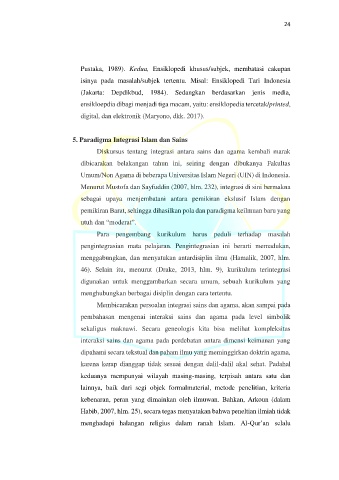 24
Pustaka, 1989). Kedua, Ensiklopedi khusus/subjek, membatasi cakupan
isinya pada masalah/subjek tertentu. Misal: Ensiklopedi Tari Indonesia
(Jakarta: Depdikbud, 1984). Sedangkan berdasarkan jenis media,
ensikloepdia dibagi menjadi tiga macam, yaitu: ensiklopedia tercetak/printed,
digital, dan elektronik (Maryono, dkk. 2017).
5. Paradigma Integrasi Islam dan Sains
Diskursus tentang integrasi antara sains dan agama kembali marak
dibicarakan belakangan tahun ini, seiring dengan dibukanya Fakultas
Umum/Non Agama di beberapa Universitas Islam Negeri (UIN) di Indonesia.
Menurut Mustofa dan Sayfuddin (2007, hlm. 232), integrasi di sini bermakna
sebagai upaya menjembatani antara pemikiran ekslusif Islam dengan
pemikiran Barat, sehingga dihasilkan pola dan paradigma keilmuan baru yang
utuh dan “moderat”.
Para pengembang kurikulum harus peduli terhadap masalah
pengintegrasian mata pelajaran. Pengintegrasian ini berarti memadukan,
menggabungkan, dan menyatukan antardisiplin ilmu (Hamalik, 2007. hlm.
46). Selain itu, menurut (Drake, 2013, hlm. 9), kurikulum terintegrasi
digunakan untuk menggambarkan secara umum, sebuah kurikulum yang
menghubungkan berbagai disiplin dengan cara tertentu.
Membicarakan persoalan integrasi sains dan agama, akan sampai pada
pembahasan mengenai interaksi sains dan agama pada level simbolik
sekaligus maknawi. Secara geneologis kita bisa melihat kompleksitas
interaksi sains dan agama pada perdebatan antara dimensi keimanan yang
dipahami secara tekstual dan paham ilmu yang meminggirkan doktrin agama,
karena kerap dianggap tidak sesuai dengan dalil-dalil akal sehat. Padahal
keduanya mempunyai wilayah masing-masing, terpisah antara satu dan
lainnya, baik dari segi objek formalmaterial, metode penelitian, kriteria
kebenaran, peran yang dimainkan oleh ilmuwan. Bahkan, Arkoun (dalam
Habib, 2007, hlm. 25), secara tegas menyatakan bahwa penelitian ilmiah tidak
menghadapi halangan religius dalam ranah Islam. Al-Qur’an selalu